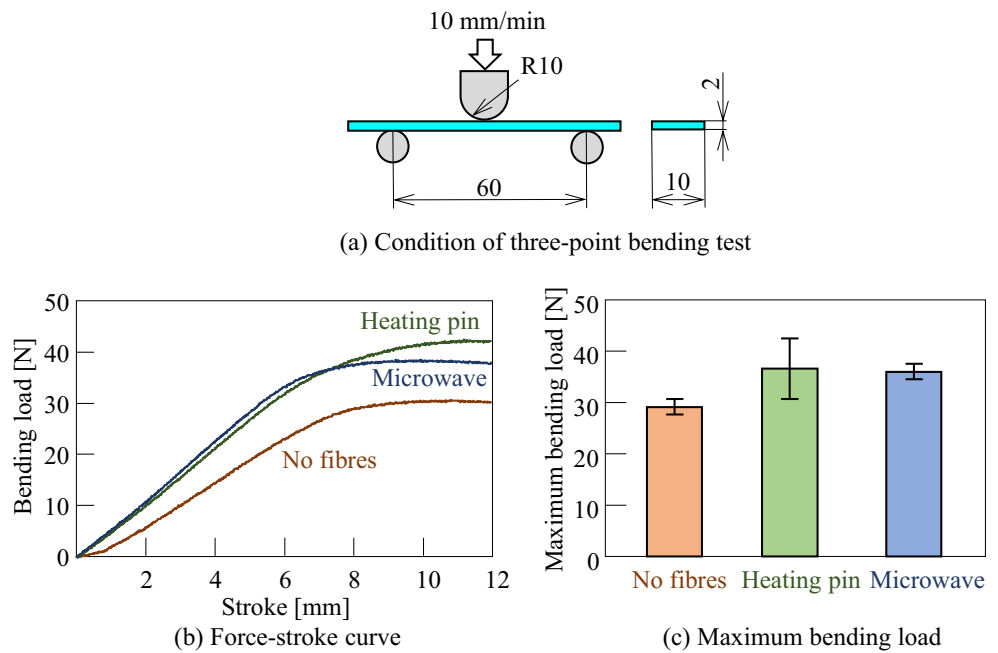 10 mm/min
R10
2
60
10
(a) Condition of three-point bending test
50
40
30
20
10
0
Bending load [N]
Heating pin
Microwave
No fibres
2 4 6 8 10 12
Stroke [mm]
(b) Force-stroke curve
50
40
30
20
10
0
Maximum bending load [N]
No fibres Heating pin Microwave
(c) Maximum bending load